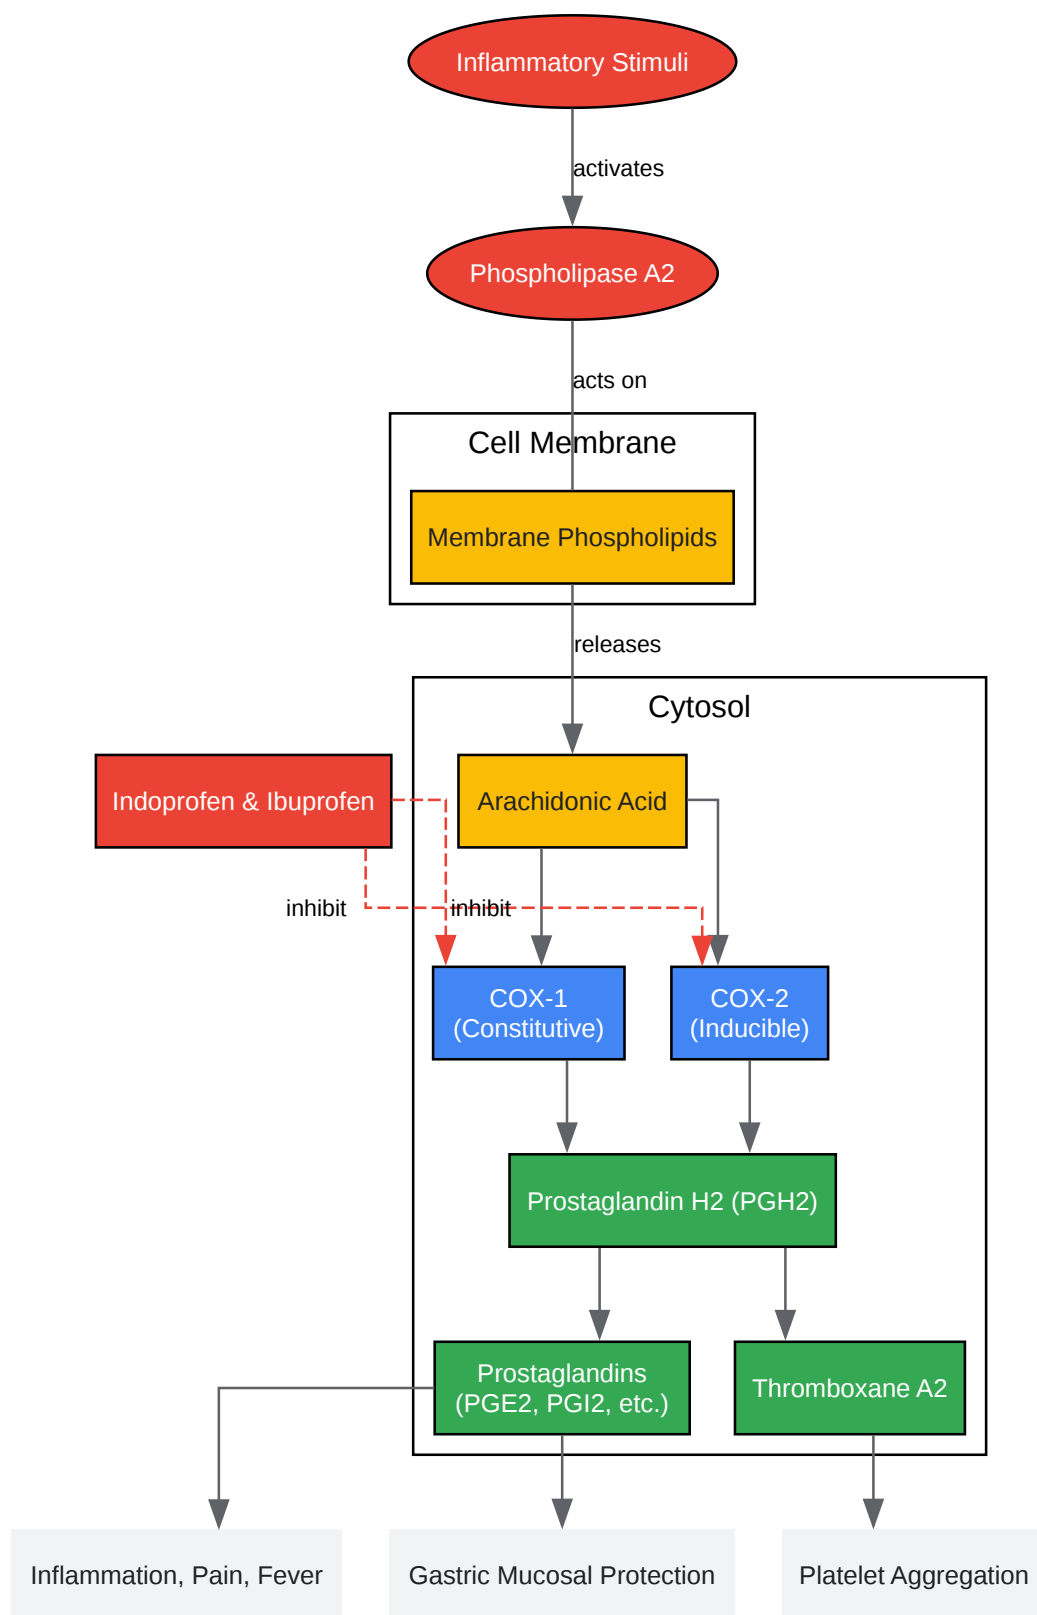 Inflammatory Stimuli
activates
Phospholipase A2
acts on
Cell Membrane
Membrane Phospholipids
releases
Cytosol
Indoprofen & Ibuprofen
Arachidonic Acid
inhibit
inhibit
COX-1
(Constitutive)
COX-2
(Inducible)
Prostaglandin H2 (PGH2)
Prostaglandins
(PGE2, PGI2, etc.)
Thromboxane A2
Inflammation, Pain, Fever
Gastric Mucosal Protection
Platelet Aggregation